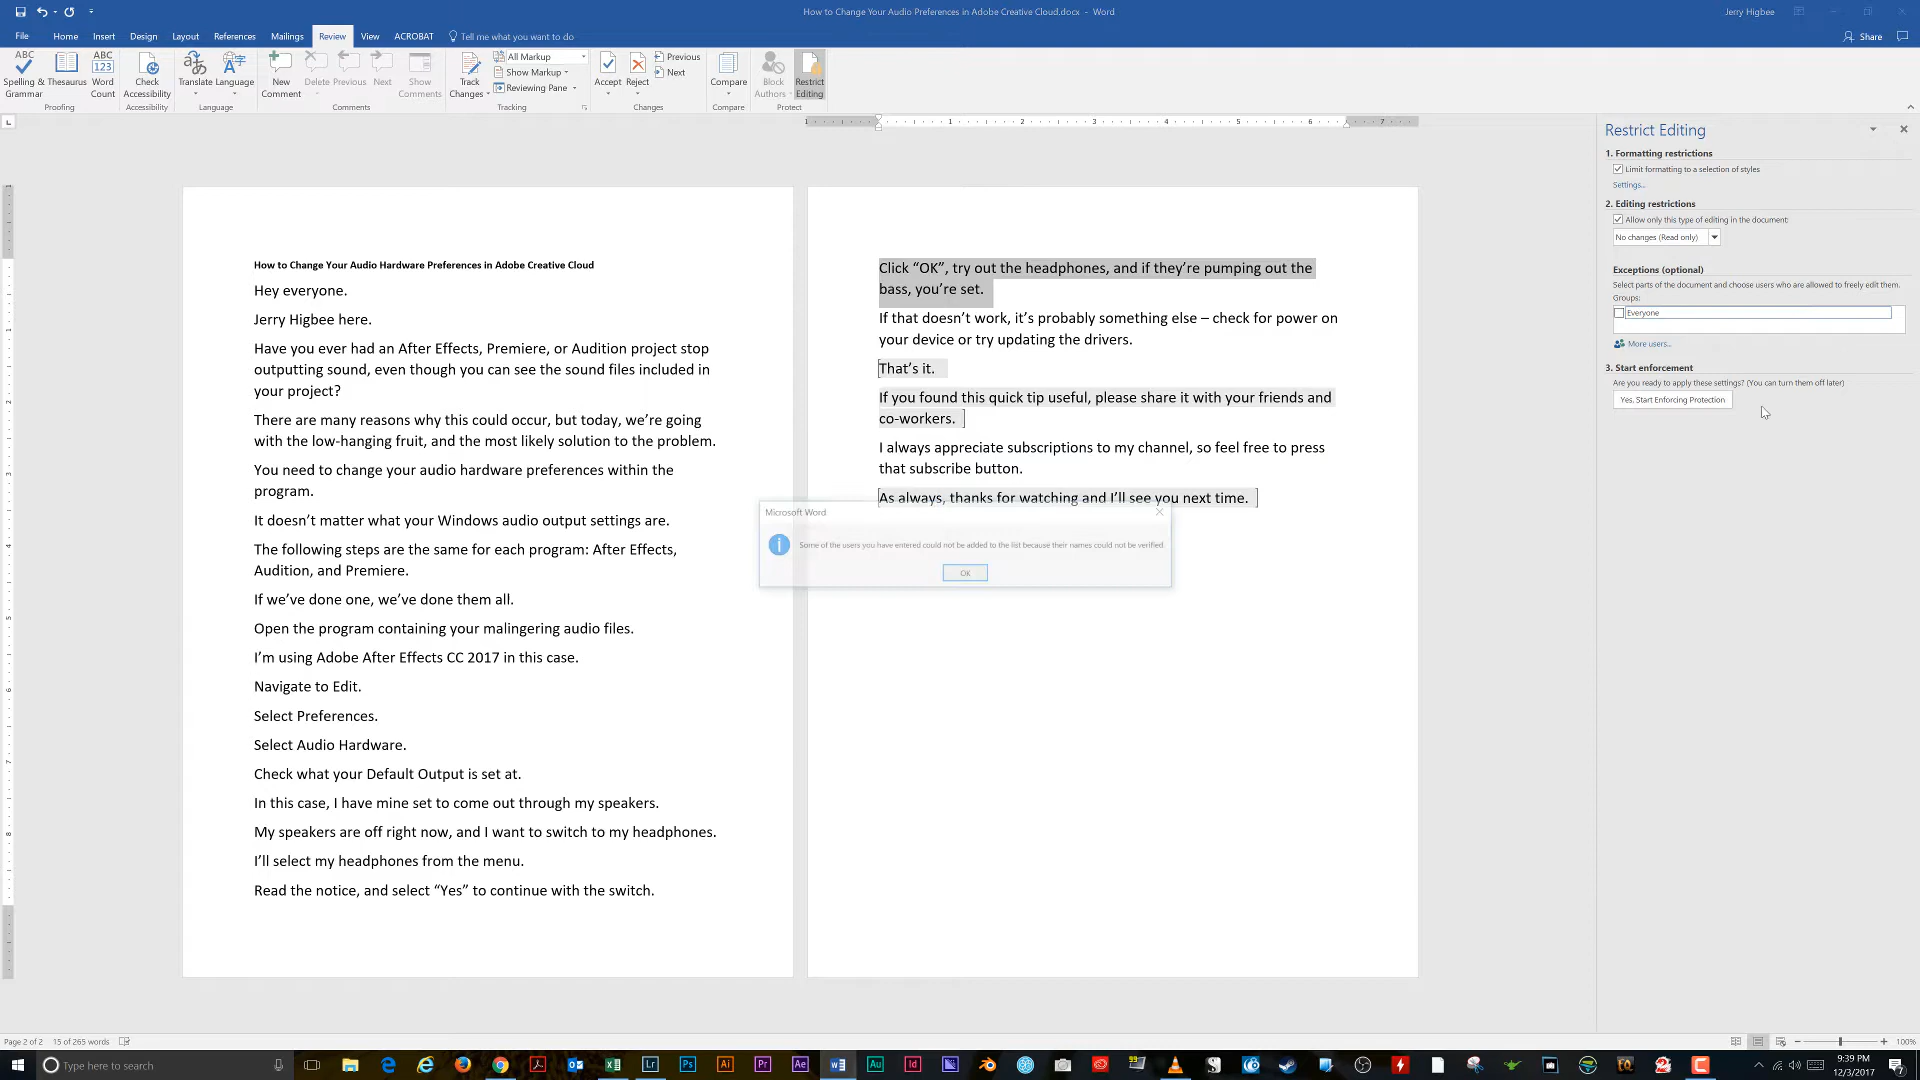 How to Change Your Audio Preferences in Adobe Creative Cloud.docx - Word
Jerry Higbee
File Home Insert Design Layout References Mailings Review View ACROBAT Tell me what you want to do
Share
ABC Spelling & Grammar
Thesaurus
ABC 123 Word Count
Proofing
Check Accessibility
Accessibility
Translate
Language
Language
New Comment
Delete
Previous
Next
Show Comments
Comments
Track Changes
All Markup
Show Markup
Reviewing Pane
Tracking
Accept
Reject
Previous
Next
Changes
Compare
Compare
Block Authors
Restrict Editing
Protect
1 1 2 3 4 5 6 7
How to Change Your Audio Hardware Preferences in Adobe Creative Cloud
Hey everyone.
Jerry Higbee here.
Have you ever had an After Effects, Premiere, or Audition project stop
outputting sound, even though you can see the sound files included in
your project?
There are many reasons why this could occur, but today, we’re going
with the low-hanging fruit, and the most likely solution to the problem.
You need to change your audio hardware preferences within the
program.
It doesn’t matter what your Windows audio output settings are.
The following steps are the same for each program: After Effects,
Audition, and Premiere.
If we’ve done one, we’ve done them all.
Open the program containing your malingering audio files.
I’m using Adobe After Effects CC 2017 in this case.
Navigate to Edit.
Select Preferences.
Select Audio Hardware.
Check what your Default Output is set at.
In this case, I have mine set to come out through my speakers.
My speakers are off right now, and I want to switch to my headphones.
I’ll select my headphones from the menu.
Read the notice, and select “Yes” to continue with the switch.
Click “OK”, try out the headphones, and if they’re pumping out the
bass, you’re set.
If that doesn’t work, it’s probably something else – check for power on
your device or try updating the drivers.
That’s it.
If you found this quick tip useful, please share it with your friends and
co-workers.
I always appreciate subscriptions to my channel, so feel free to press
that subscribe button.
As always, thanks for watching and I’ll see you next time.
Microsoft Word
Some of the users you have entered could not be added to the list because their names could not be verified.
OK
Restrict Editing
1. Formatting restrictions
Limit formatting to a selection of styles
Settings...
2. Editing restrictions
Allow only this type of editing in the document:
No changes (Read only)
Exceptions (optional)
Select parts of the document and choose users who are allowed to freely edit them.
Groups:
Everyone
More users...
3. Start enforcement
Are you ready to apply these settings? (You can turn them off later)
Yes, Start Enforcing Protection
Page 2 of 2 15 of 265 words
100%
Type here to search
Lr Ps Ai Pr Ae Au Id
9:39 PM
12/3/2017